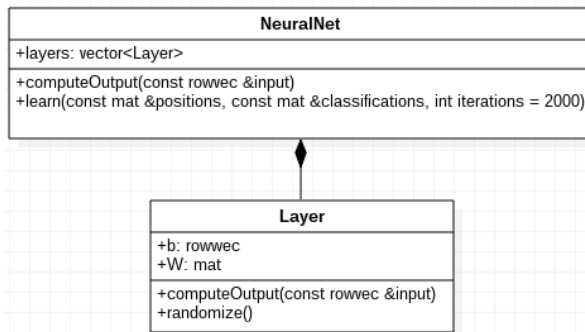 NeuralNet
+layers: vector<Layer>
+computeOutput(const rowvec &input)
+learn(const mat &positions, const mat &classifications, int iterations = 2000)
Layer
+b: rowwec
+W: mat
+computeOutput(const rowvec &input)
+randomize()